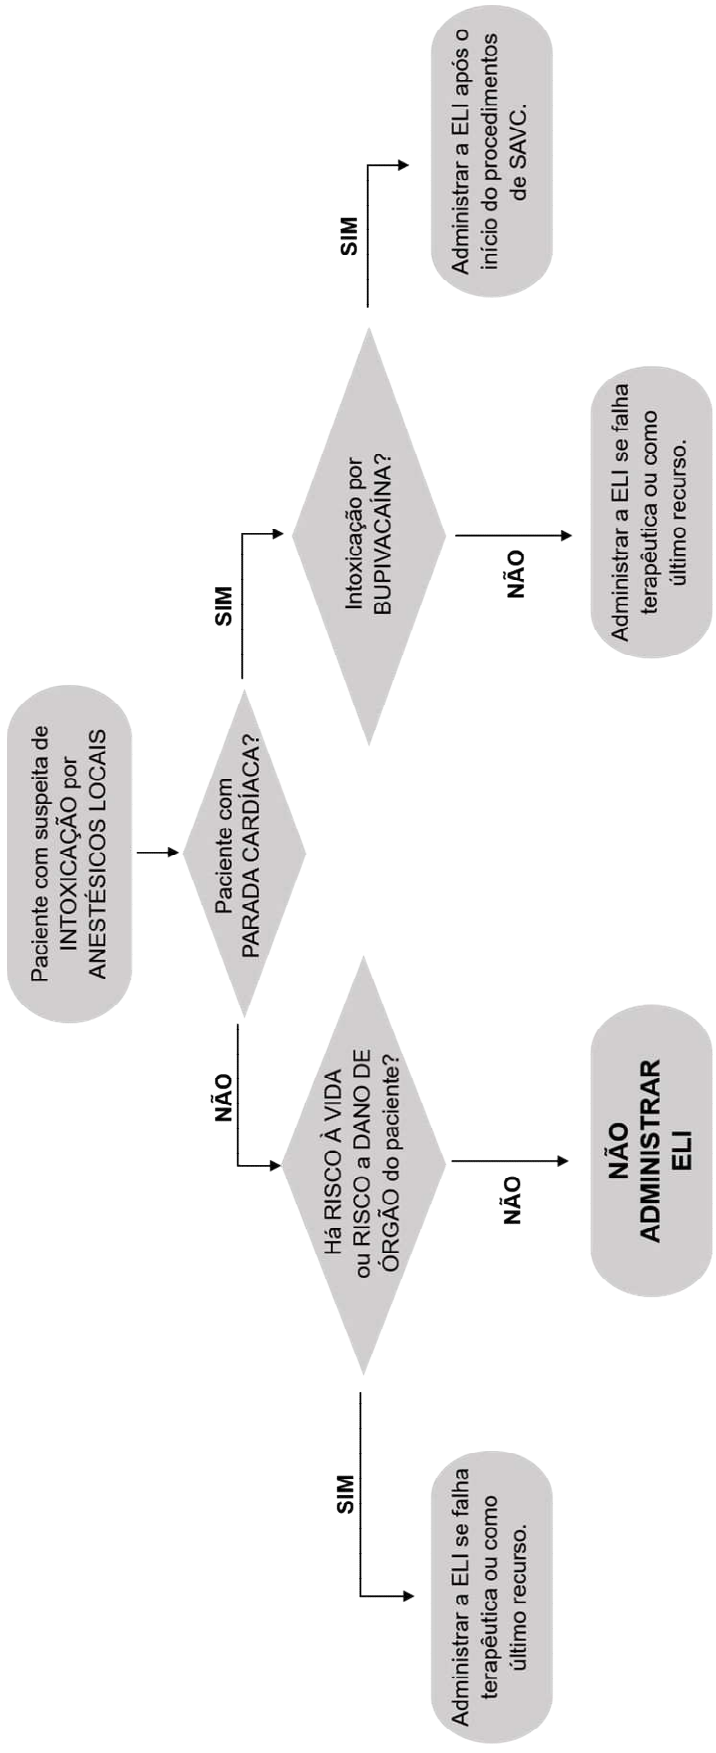 Paciente com suspeita de
INTOXICAÇÃO por
ANESTÉSICOS LOCAIS
Paciente com
PARADA CARDÍACA?
NÃO
SIM
Há RISCO À VIDA
ou RISCO a DANO DE
ÓRGÃO do paciente?
Intoxicação por
BUPIVACAÍNA?
SIM
NÃO
NÃO
SIM
Administrar a ELI se falha
terapêutica ou como
último recurso.
NÃO
ADMINISTRAR
ELI
Administrar a ELI se falha
terapêutica ou como
último recurso.
Administrar a ELI após o
início do procedimentos
de SAVC.